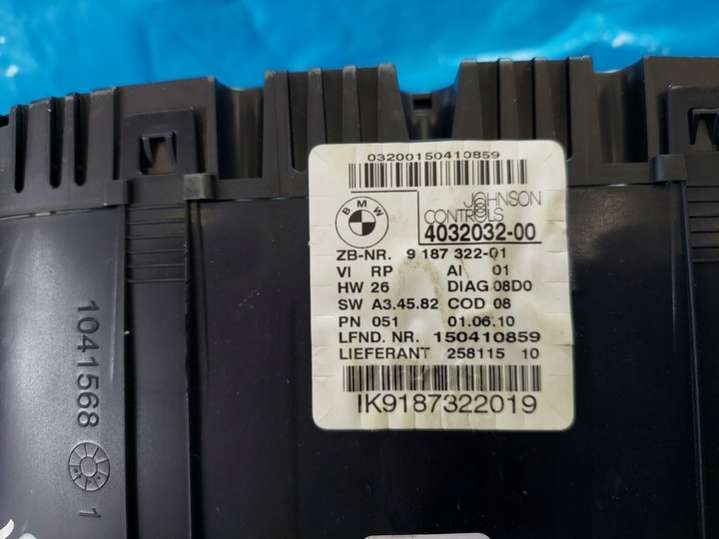 03200150410859
BMW
JOHNSON
CONTROLS
4032032-00
ZB-NR. 9 187 322-01
VI RP AI 01
HW 26 DIAG 08D0
SW A3.45.82 COD 08
PN 051 01.06.10
LFND. NR. 150410859
LIEFERANT 258115 10
IK9187322019
1041568 1